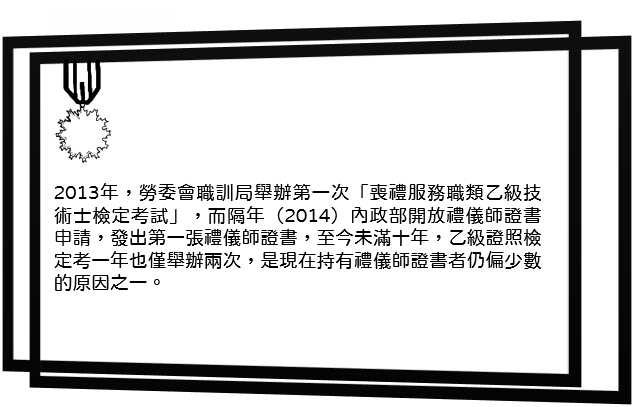 2013年，勞委會職訓局舉辦第一次「喪禮服務職類乙級技
術士檢定考試」，而隔年（2014）內政部開放禮儀師證書
申請，發出第一張禮儀師證書，至今未滿十年，乙級證照檢
定考一年也僅舉辦兩次，是現在持有禮儀師證書者仍偏少數
的原因之一。